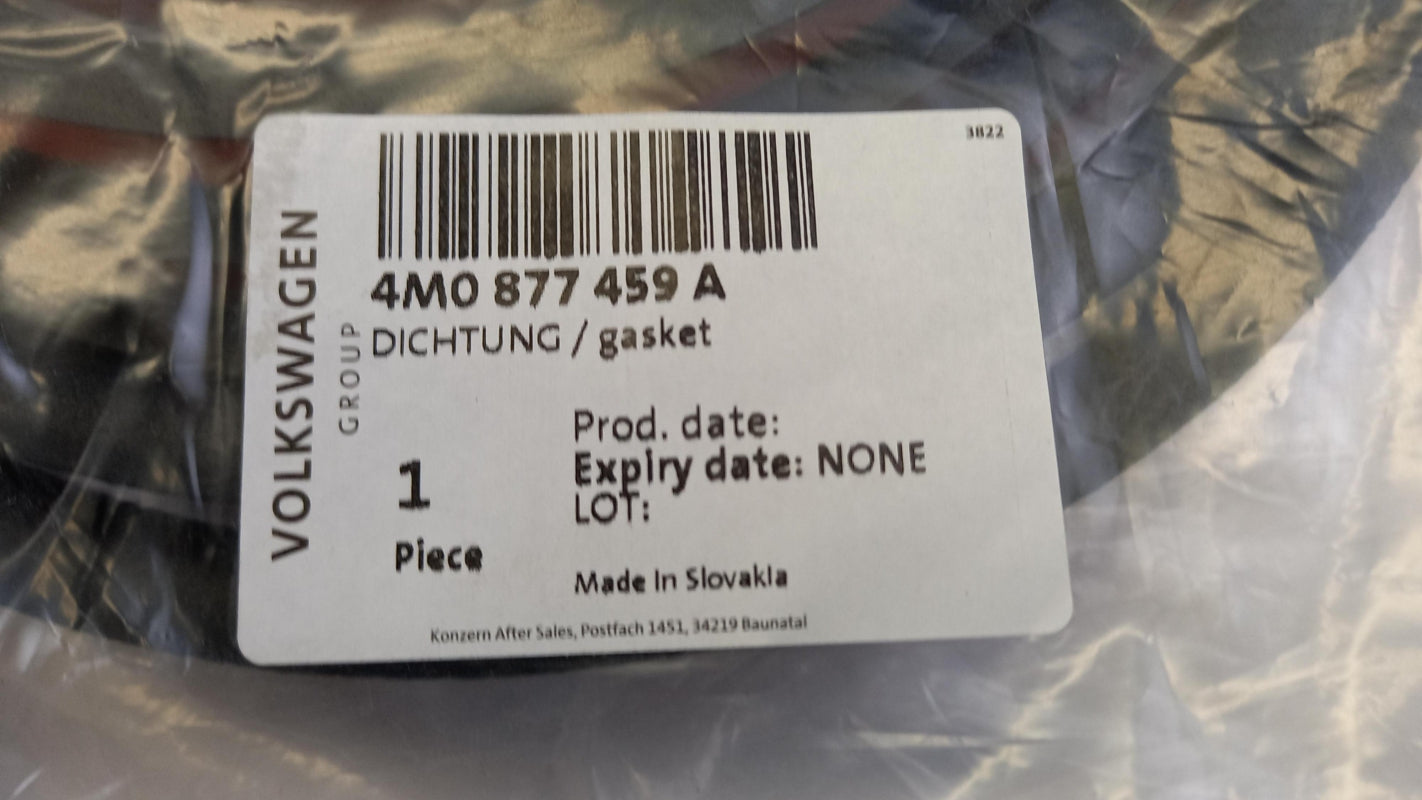 3822
VOLKSWAGEN
GROUP
4M0 877 459 A
DICHTUNG / gasket
1
Piece
Prod. date:
Expiry date: NONE
LOT:
Made in Slovakia
Konzern After Sales, Postfach 1451, 34219 Baunatal